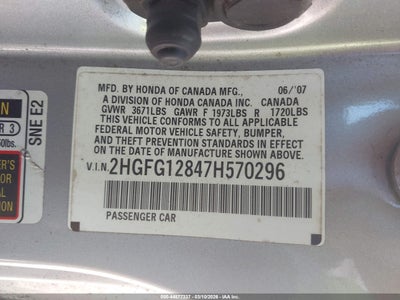 MFD. BY HONDA OF CANADA MFG., 06/'07
A DIVISION OF HONDA CANADA INC. CANADA
GVWR 3671LBS GAWR F 1973LBS R 1720LBS
THIS VEHICLE CONFORMS TO ALL APPLICABLE
FEDERAL MOTOR VEHICLE SAFETY, BUMPER,
AND THEFT PREVENTION STANDARDS IN EFFECT
ON THE DATE OF MANUFACTURE SHOWN ABOVE.
V.I.N. 2HGFG12847H570296
PASSENGER CAR
SNE E2